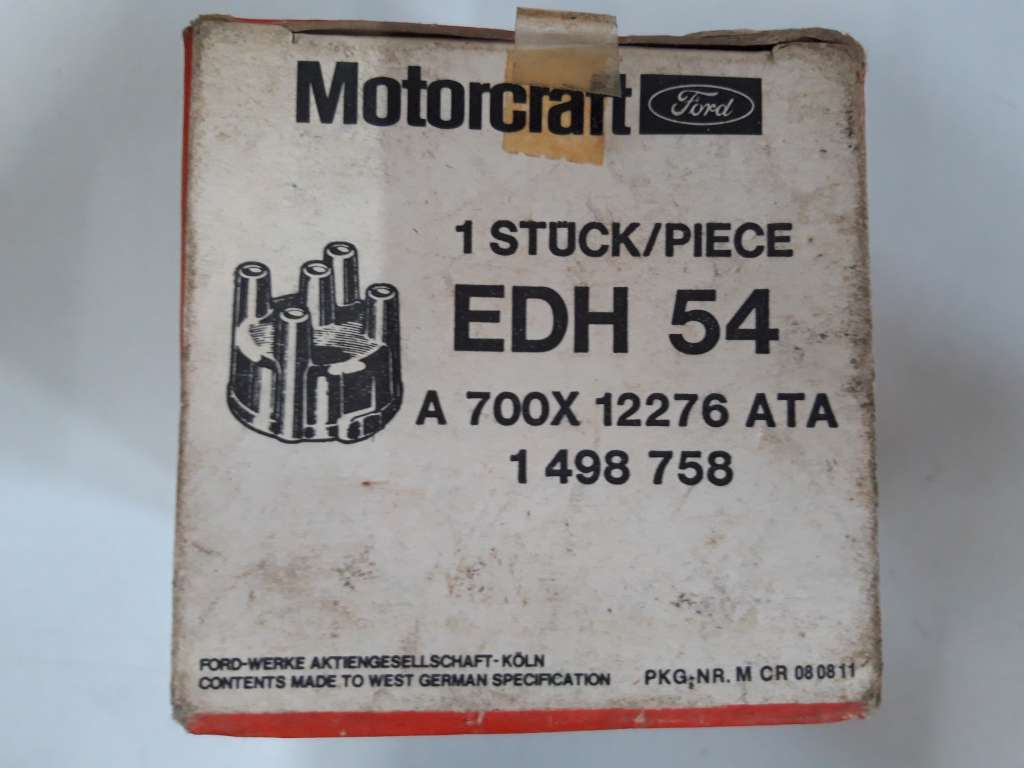 Motorcraft Ford
1 STÜCK/PIECE
EDH 54
A 700X 12276 ATA
1 498 758
FORD-WERKE AKTIENGESELLSCHAFT-KÖLN
CONTENTS MADE TO WEST GERMAN SPECIFICATION
PKG.-NR. M CR 08 08 11